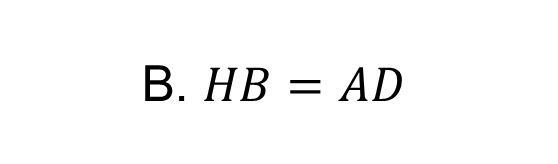 B. HB = AD